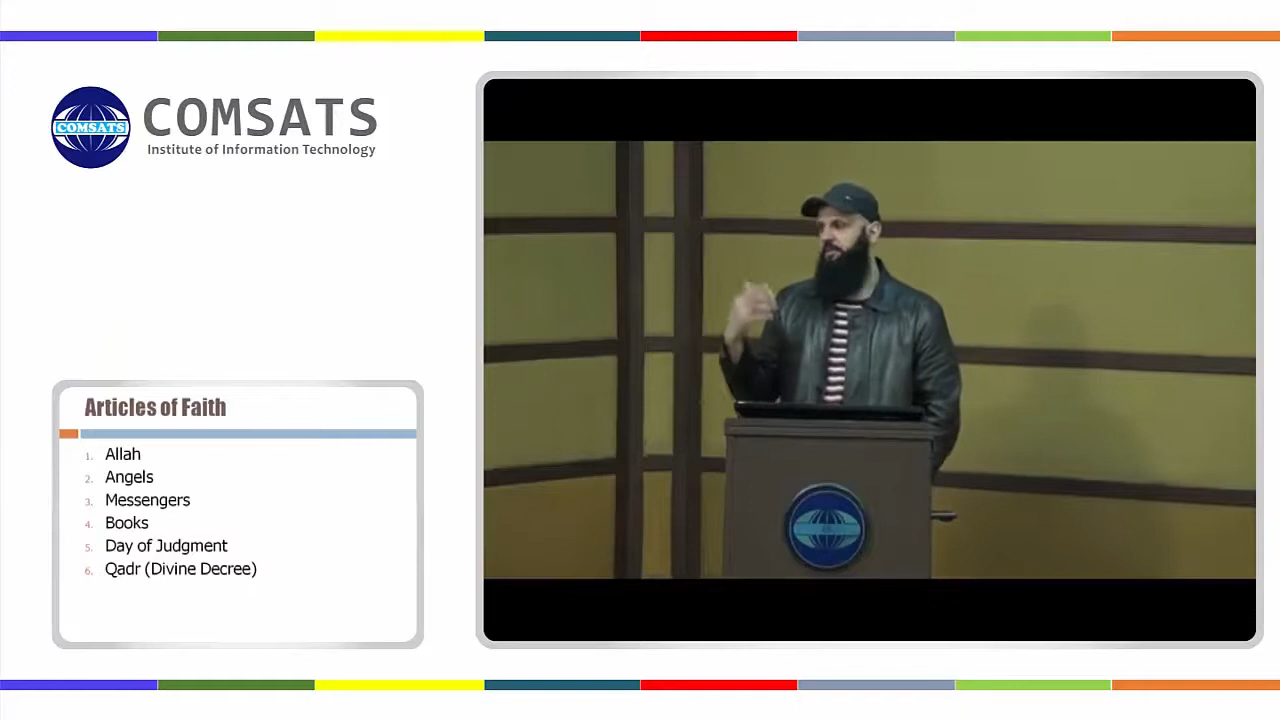 COMSATS
COMSATS
Institute of Information Technology
Articles of Faith
1. Allah
2. Angels
3. Messengers
4. Books
5. Day of Judgment
6. Qadr (Divine Decree)